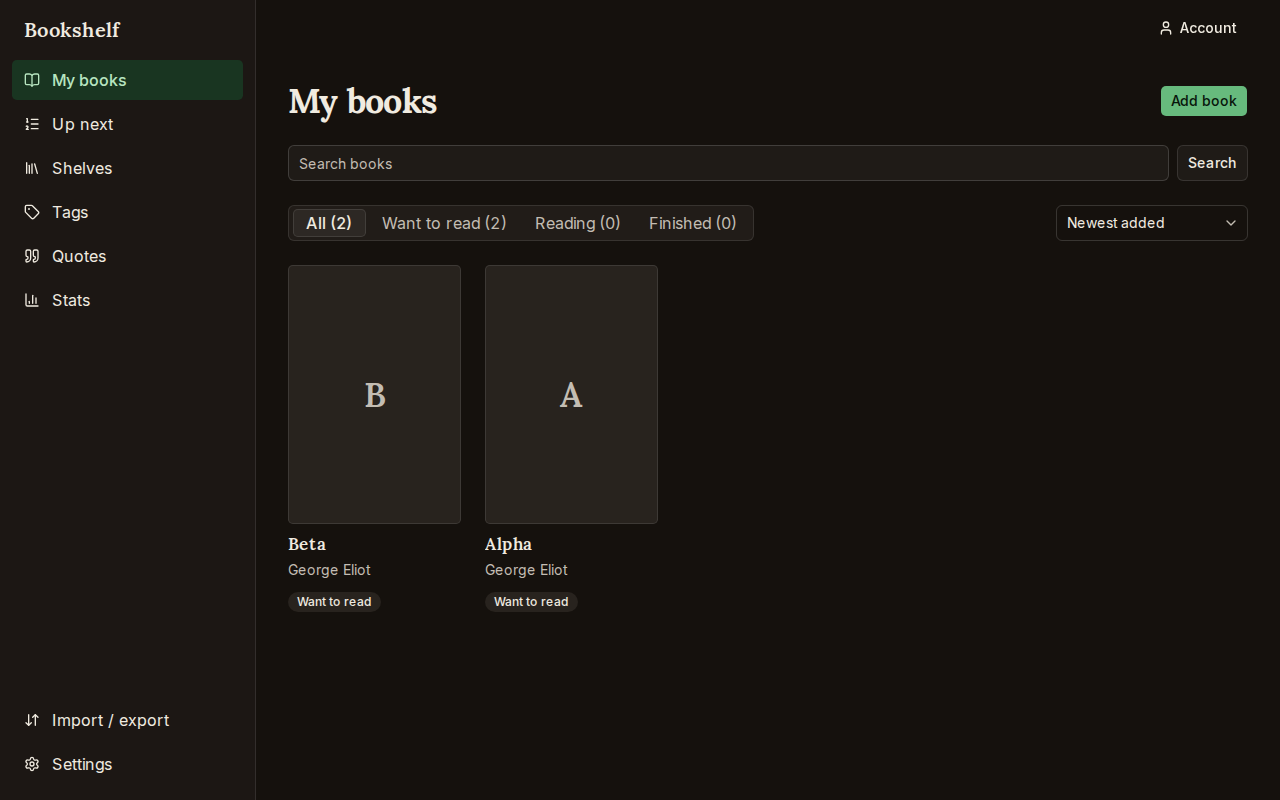 Bookshelf
My books
Up next
Shelves
Tags
Quotes
Stats
Import / export
Settings
Account
My books
Add book
Search books
Search
All (2)
Want to read (2)
Reading (0)
Finished (0)
Newest added
B
A
Beta
George Eliot
Want to read
Alpha
George Eliot
Want to read